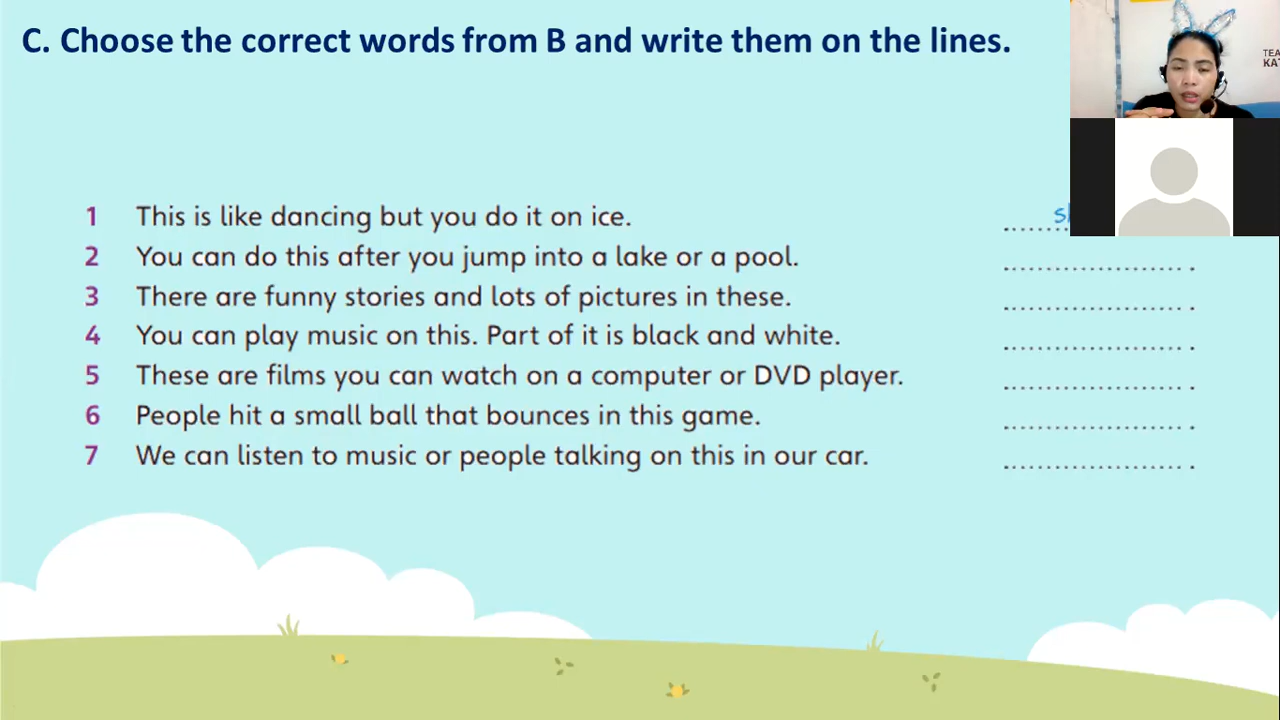 C. Choose the correct words from B and write them on the lines.
1 This is like dancing but you do it on ice.
2 You can do this after you jump into a lake or a pool.
3 There are funny stories and lots of pictures in these.
4 You can play music on this. Part of it is black and white.
5 These are films you can watch on a computer or DVD player.
6 People hit a small ball that bounces in this game.
7 We can listen to music or people talking on this in our car.